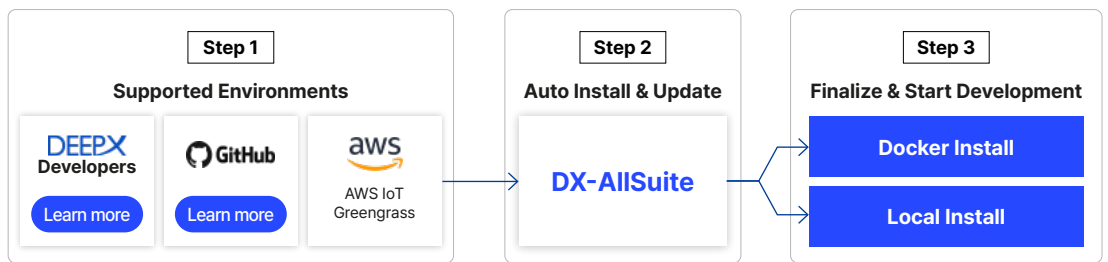 Step 1
Supported Environments
DEEPX
Developers
Learn more
GitHub
Learn more
aws
AWS IoT
Greengrass
Step 2
Auto Install & Update
DX-AllSuite
Step 3
Finalize & Start Development
Docker Install
Local Install